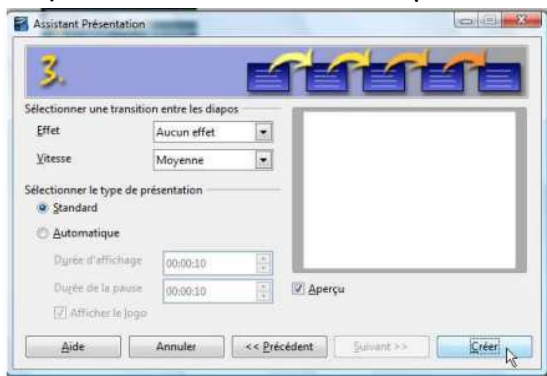 Assistant Présentation
3.
Sélectionner une transition entre les diapos
Effet
Aucun effet
Vitesse
Moyenne
Sélectionner le type de présentation
Standard
Automatique
Durée d'affichage
00:00:10
Durée de la pause
00:00:10
Aperçu
Afficher le logo
Aide
Annuler
<< Précédent
Suivant >>
Créer